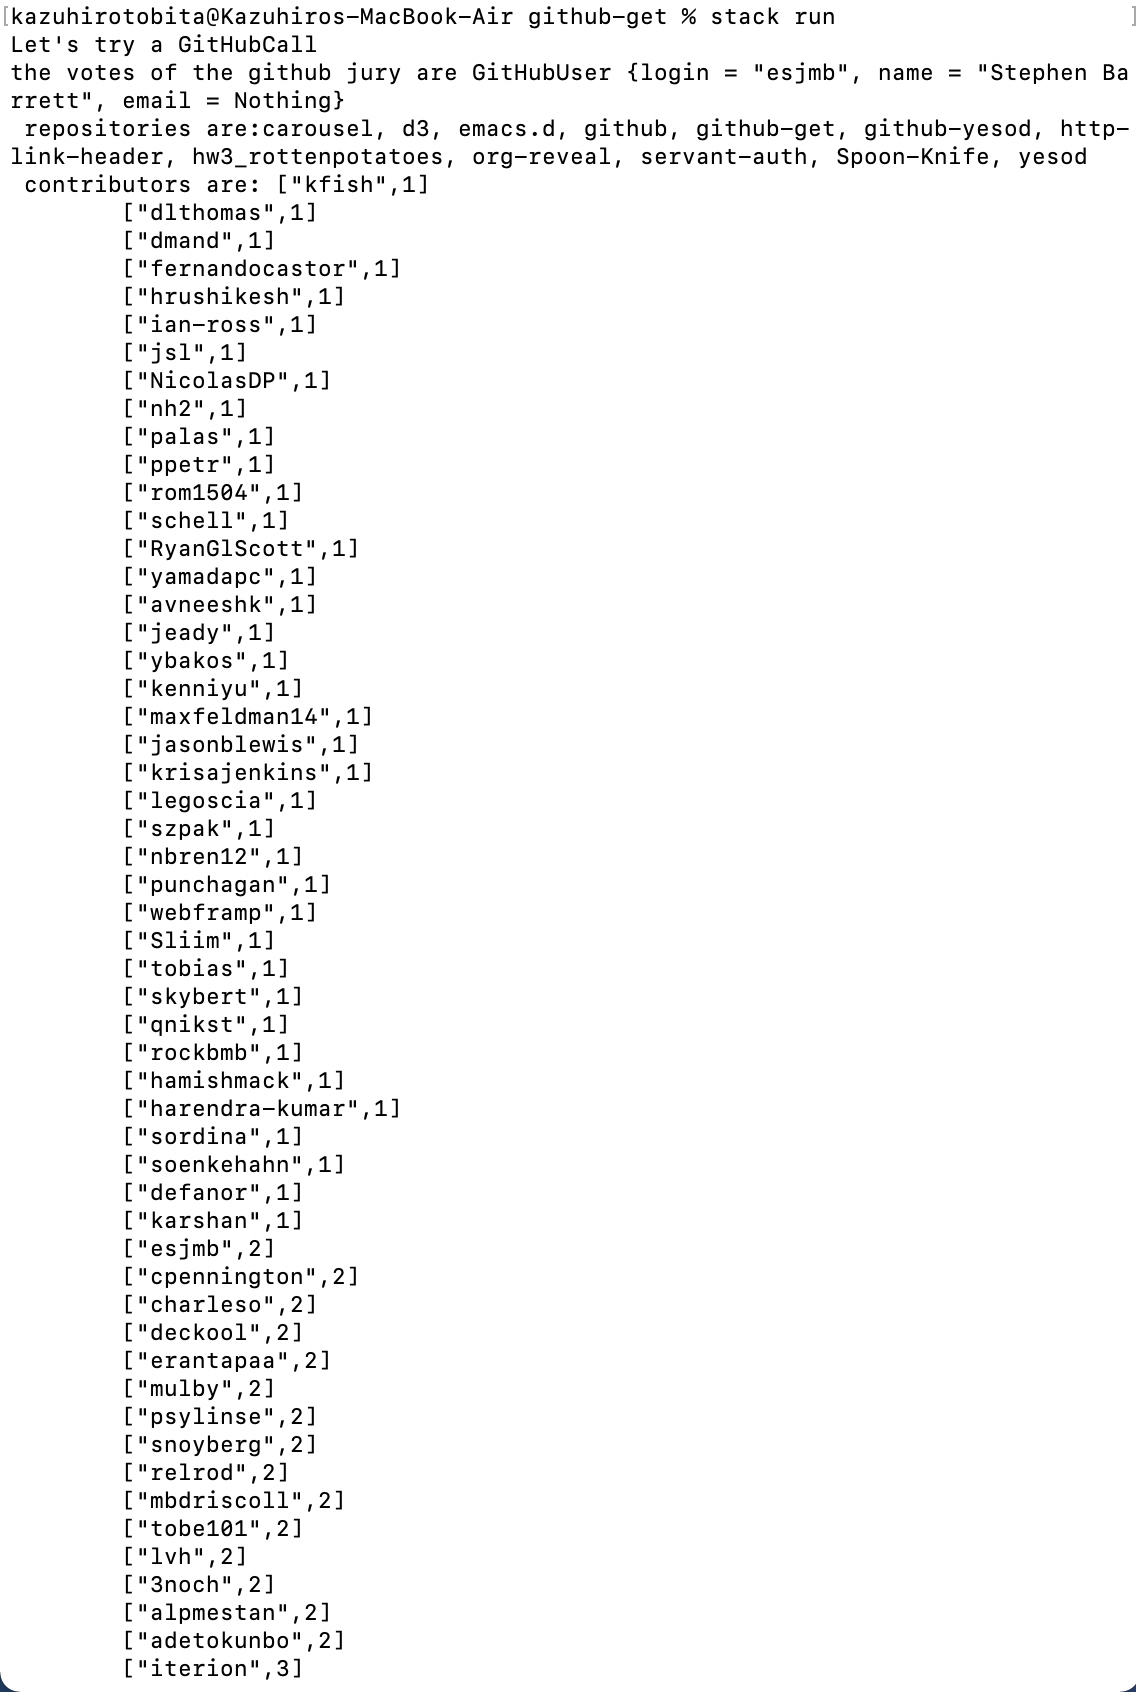 [kazuhirotobita@Kazuhiros-MacBook-Air github-get % stack run ]
Let's try a GitHubCall
the votes of the github jury are GitHubUser {login = "esjmb", name = "Stephen Ba
rrett", email = Nothing}
 repositories are:carousel, d3, emacs.d, github, github-get, github-yesod, http-
link-header, hw3_rottenpotatoes, org-reveal, servant-auth, Spoon-Knife, yesod
 contributors are: ["kfish",1]
["dlthomas",1]
["dmand",1]
["fernandocastor",1]
["hrushikesh",1]
["ian-ross",1]
["jsl",1]
["NicolasDP",1]
["nh2",1]
["palas",1]
["ppetr",1]
["rom1504",1]
["schell",1]
["RyanGlScott",1]
["yamadapc",1]
["avneeshk",1]
["jeady",1]
["ybakos",1]
["kenniyu",1]
["maxfeldman14",1]
["jasonblewis",1]
["krisajenkins",1]
["legoscia",1]
["szpak",1]
["nbren12",1]
["punchagan",1]
["webframp",1]
["Sliim",1]
["tobias",1]
["skybert",1]
["qnikst",1]
["rockbmb",1]
["hamishmack",1]
["harendra-kumar",1]
["sordina",1]
["soenkehahn",1]
["defanor",1]
["karshan",1]
["esjmb",2]
["cpennington",2]
["charleso",2]
["deckool",2]
["erantapaa",2]
["mulby",2]
["psylinse",2]
["snoyberg",2]
["relrod",2]
["mbdriscoll",2]
["tobe101",2]
["lvh",2]
["3noch",2]
["alpmestan",2]
["adetokunbo",2]
["iterion",3]